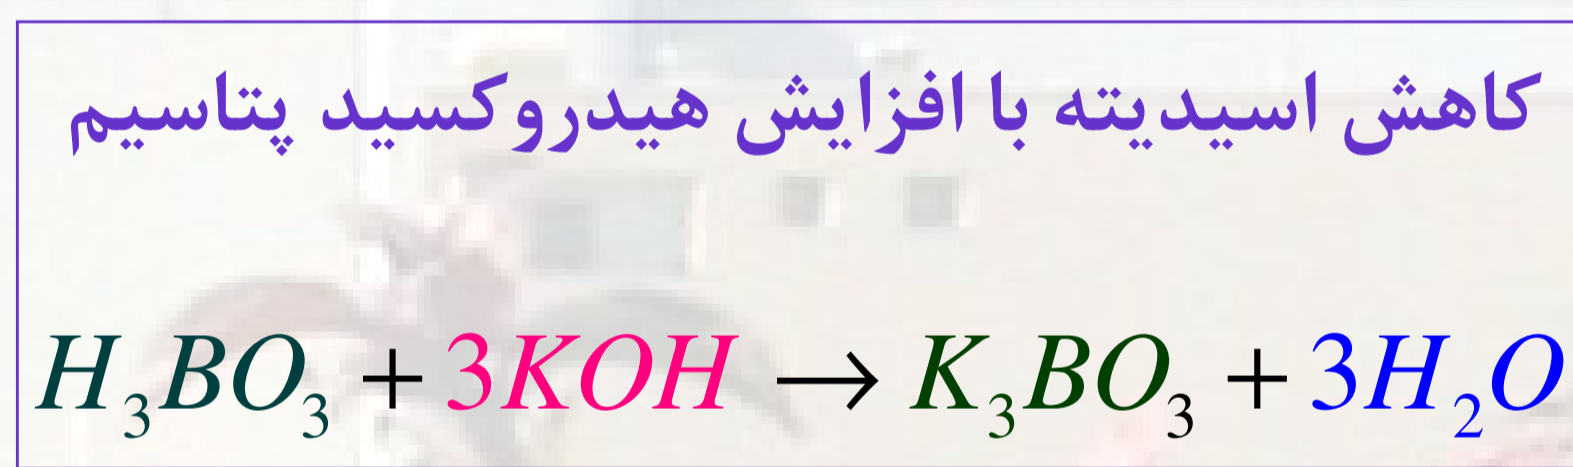 کاهش اسیدیته با افزایش هیدروکسید پتاسیم
H₃BO₃ + 3KOH → K₃BO₃ + 3H₂O